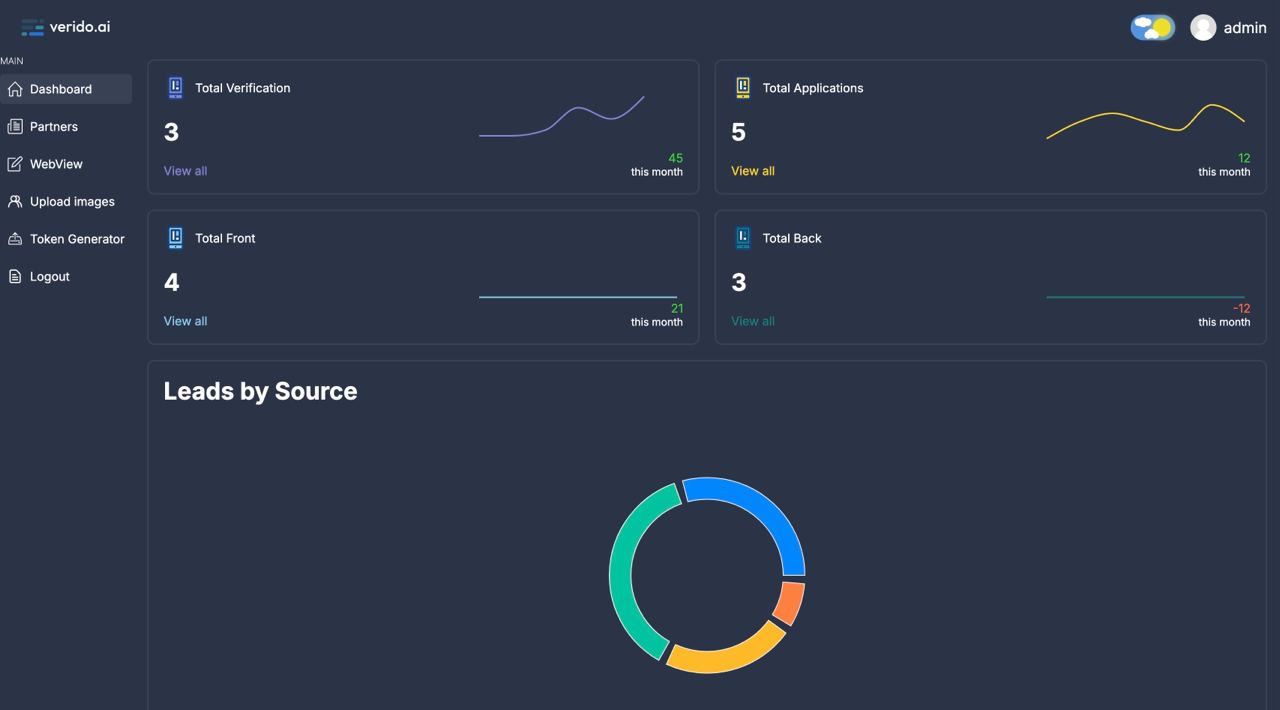 verido.ai
admin
MAIN
Dashboard
Partners
WebView
Upload images
Token Generator
Logout
Total Verification
3
View all
45
this month
Total Applications
5
View all
12
this month
Total Front
4
View all
21
this month
Total Back
3
View all
-12
this month
Leads by Source